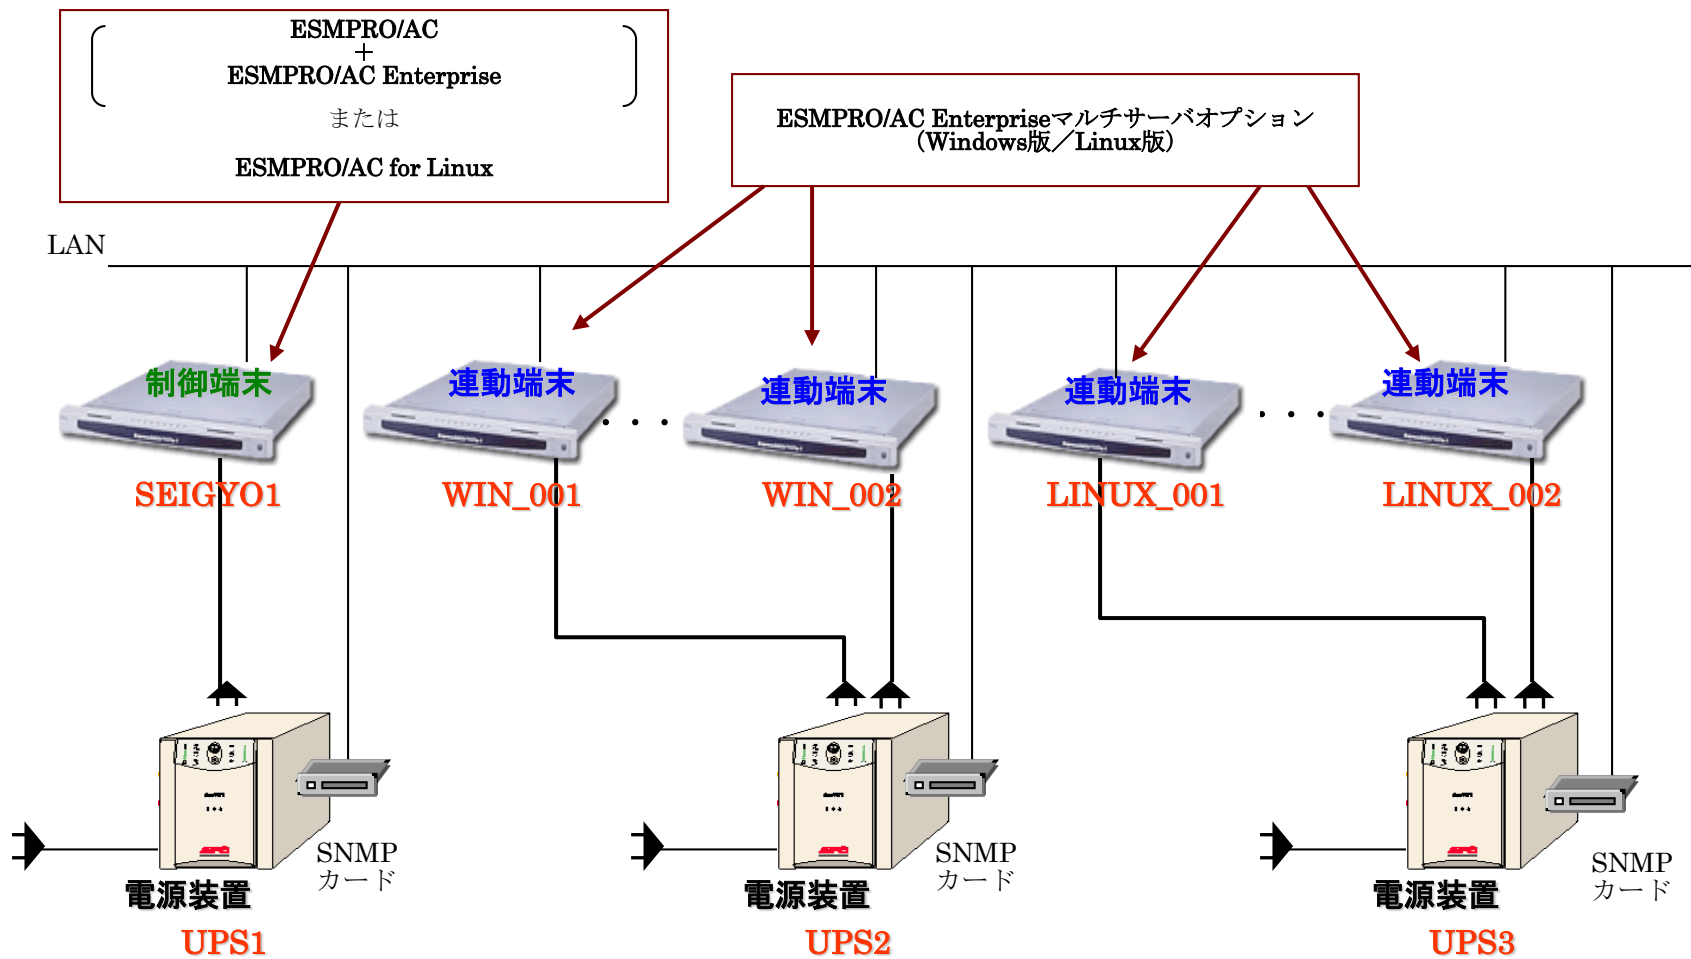 ESMPRO/AC
＋
ESMPRO/AC Enterprise
または
ESMPRO/AC for Linux
ESMPRO/AC Enterpriseマルチサーバオプション
（Windows版／Linux版）
LAN
制御端末
連動端末
・・・
連動端末
連動端末
・・・
連動端末
SEIGYO1
WIN_001
WIN_002
LINUX_001
LINUX_002
APC
APC
APC
SNMP
カード
SNMP
カード
SNMP
カード
電源装置
電源装置
電源装置
UPS1
UPS2
UPS3